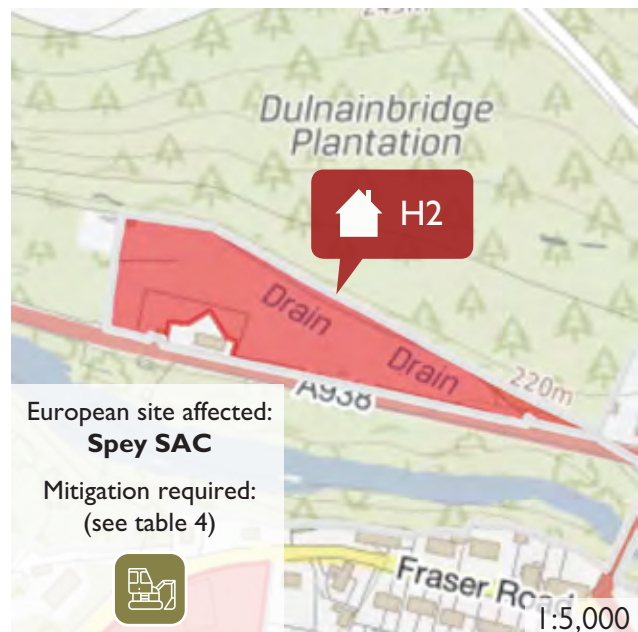 245m
Dulnainbridge
Plantation
H2
Drain
Drain
220m
A938
European site affected:
Spey SAC
Mitigation required:
(see table 4)
Fraser Road
1:5,000